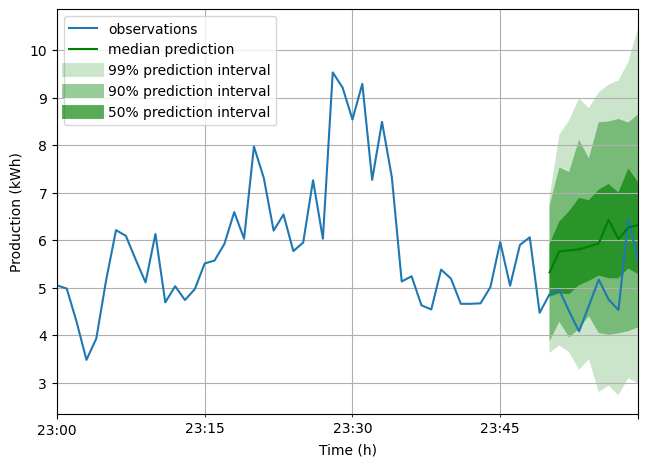 observations
median prediction
99% prediction interval
90% prediction interval
50% prediction interval
10
9
8
7
6
5
4
3
Production (kWh)
23:00
23:15
23:30
23:45
Time (h)